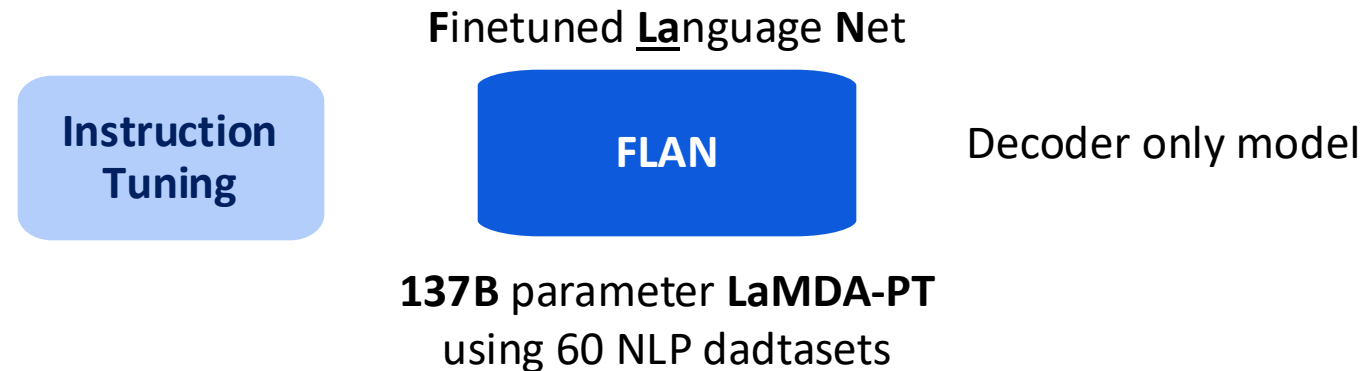 Finetuned Language Net
Instruction
Tuning
FLAN
Decoder only model
137B parameter LaMDA-PT
using 60 NLP dadtasets